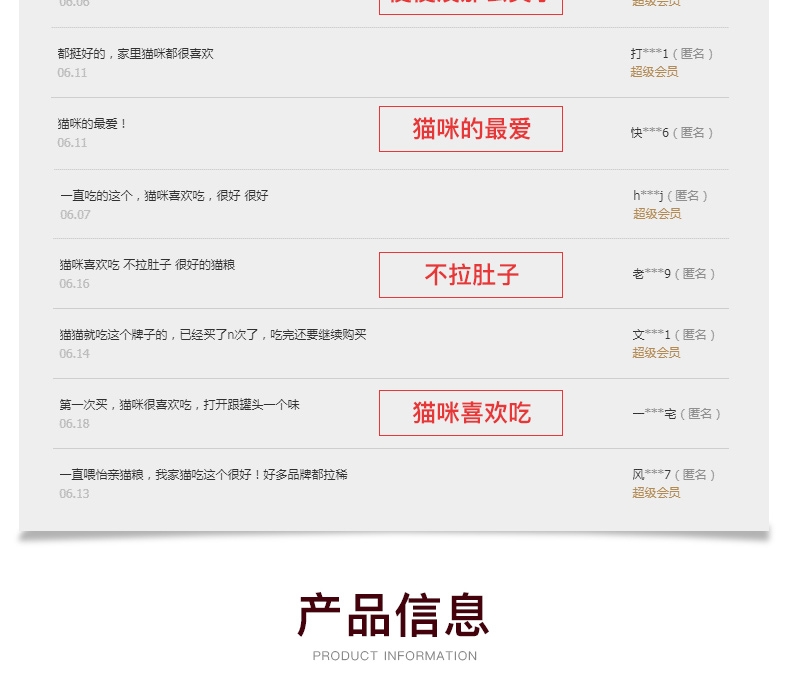 06.06
超级会员
都挺好的，家里猫咪都很喜欢
06.11
打***1（匿名）
超级会员
猫咪的最爱！
06.11
猫咪的最爱
快***6（匿名）
一直吃的这个，猫咪喜欢吃，很好 很好
06.07
h***j（匿名）
超级会员
猫咪喜欢吃 不拉肚子 很好的猫粮
06.16
不拉肚子
老***9（匿名）
猫猫就吃这个牌子的，已经买了n次了，吃完还要继续购买
06.14
文***1（匿名）
超级会员
第一次买，猫咪很喜欢吃，打开跟罐头一个味
06.18
猫咪喜欢吃
一***宅（匿名）
一直喂怡亲猫粮，我家猫吃这个很好！好多品牌都拉稀
06.13
风***7（匿名）
超级会员
产品信息
PRODUCT INFORMATION